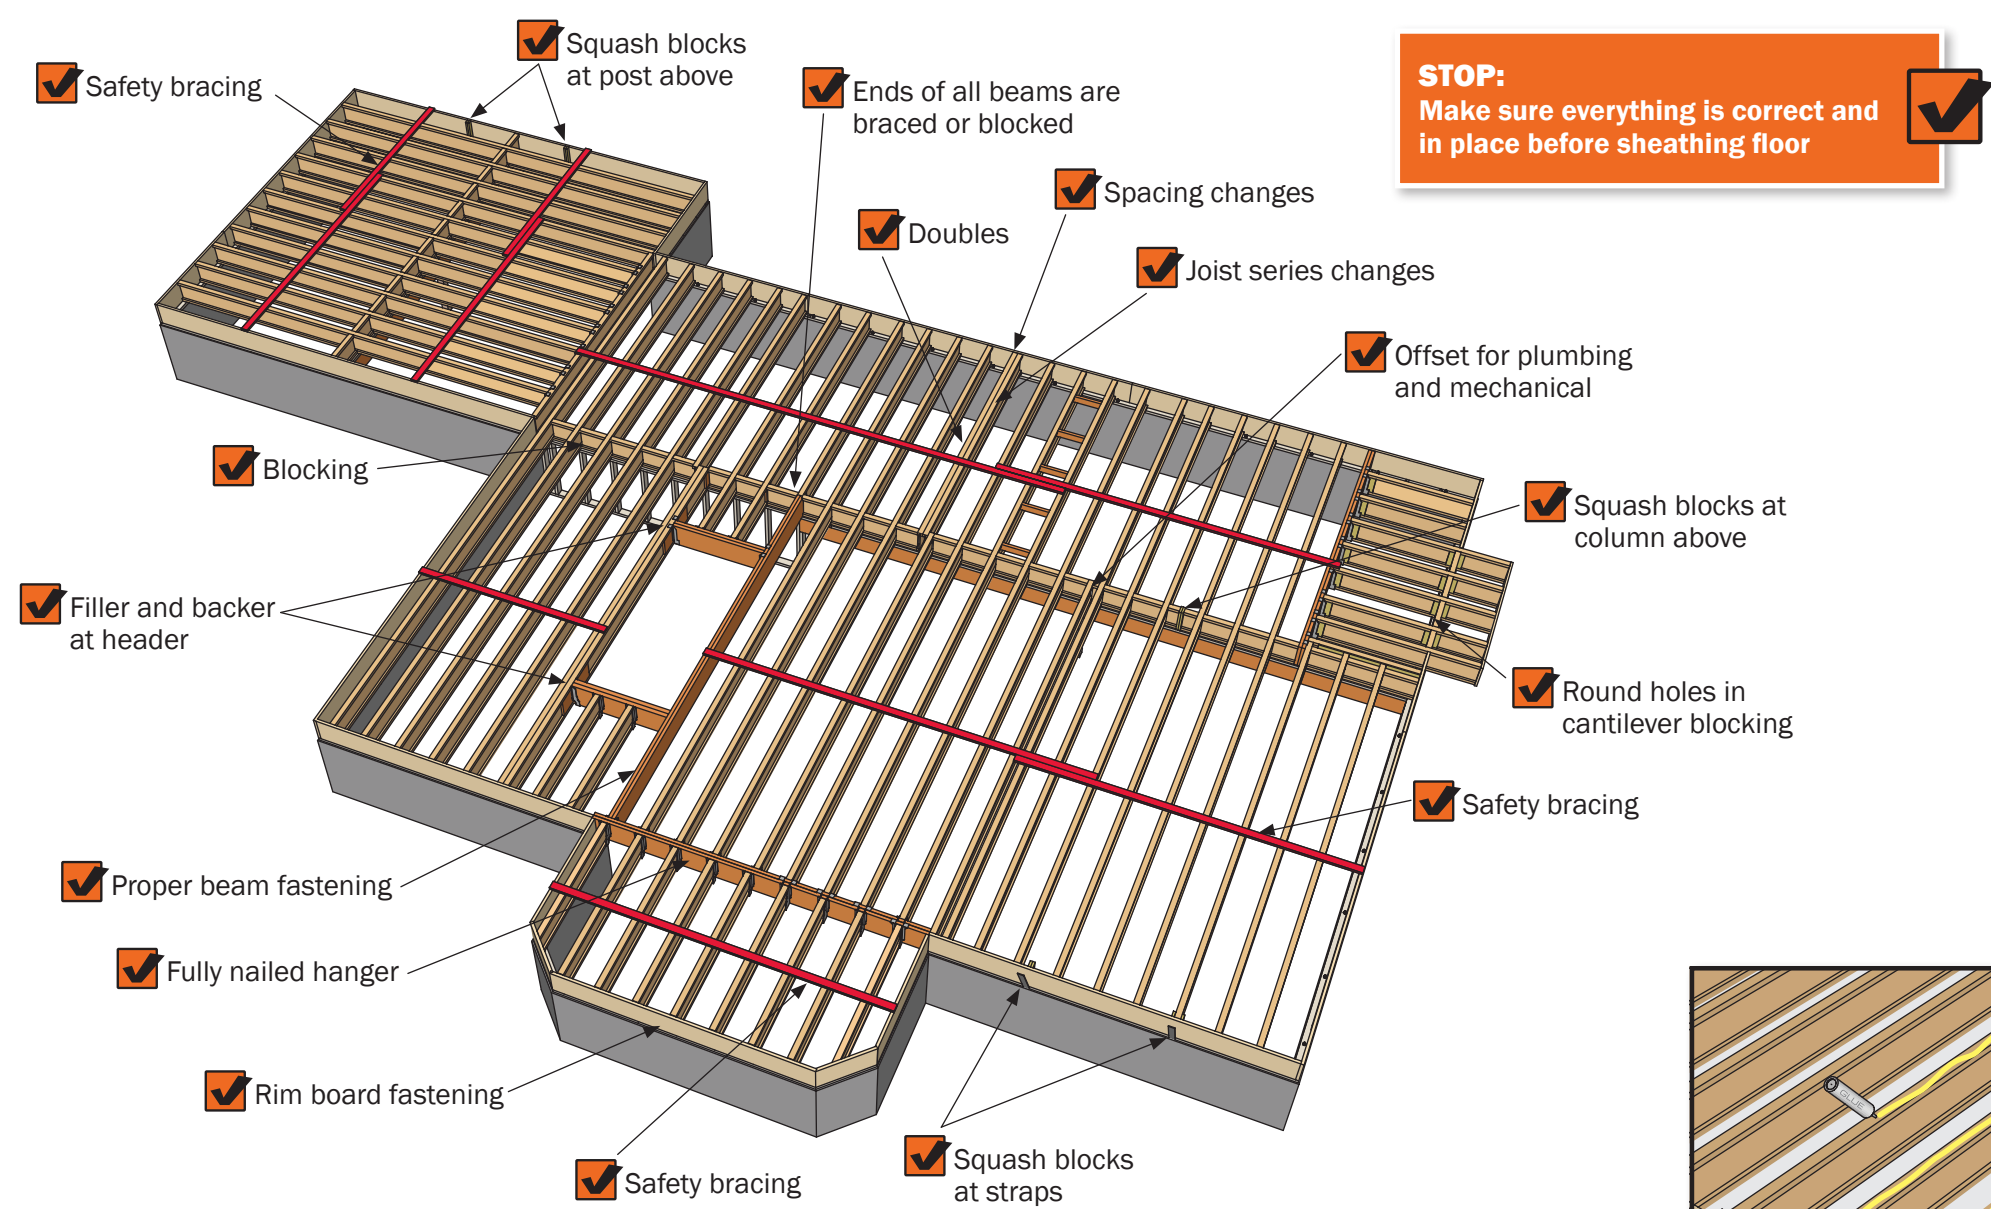 Squash blocks
at post above
Safety bracing
Ends of all beams are
braced or blocked
STOP:
Make sure everything is correct and
in place before sheathing floor
Spacing changes
Doubles
Joist series changes
Offset for plumbing
and mechanical
Blocking
Squash blocks at
column above
Filler and backer
at header
Round holes in
cantilever blocking
Safety bracing
Proper beam fastening
Fully nailed hanger
Rim board fastening
Safety bracing
Squash blocks
at straps
GLUE